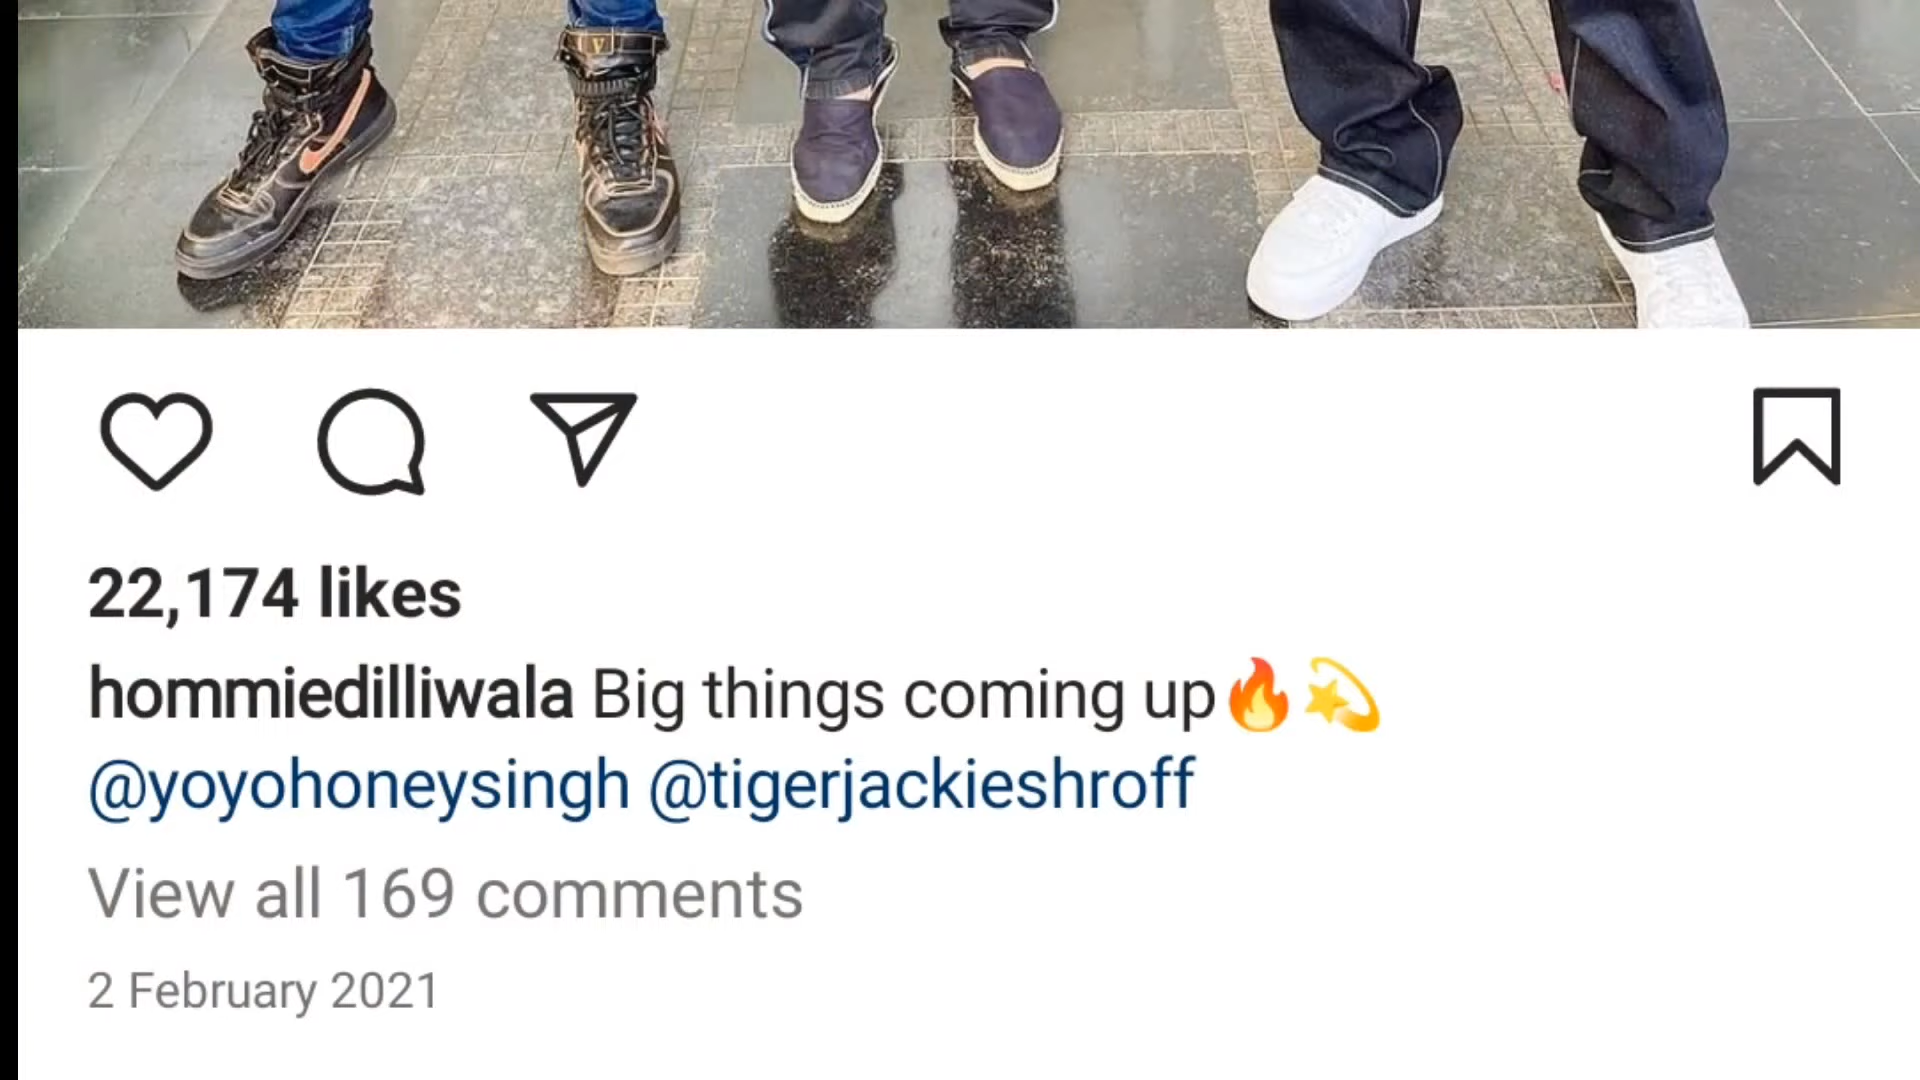 V
22,174 likes
hommiedilliwala Big things coming up🔥💫
@yoyohoneysingh @tigerjackieshroff
View all 169 comments
2 February 2021